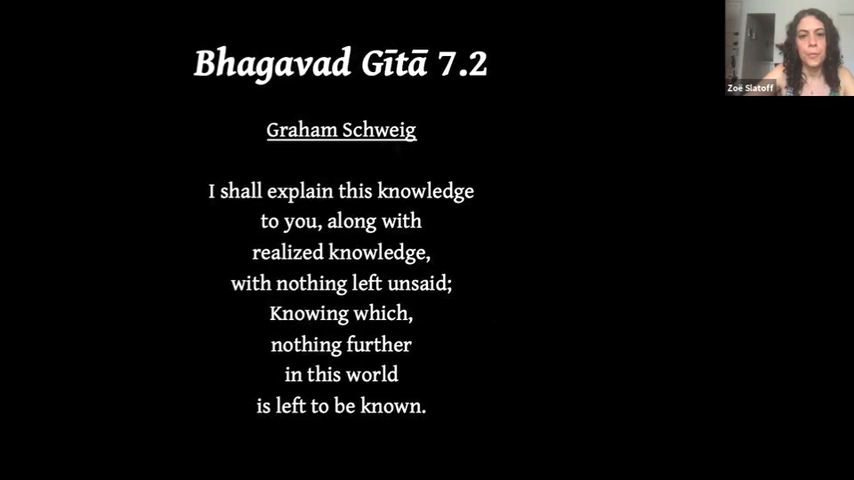 Bhagavad Gītā 7.2
Graham Schweig
I shall explain this knowledge
to you, along with
realized knowledge,
with nothing left unsaid;
Knowing which,
nothing further
in this world
is left to be known.
Zoë Slatoff